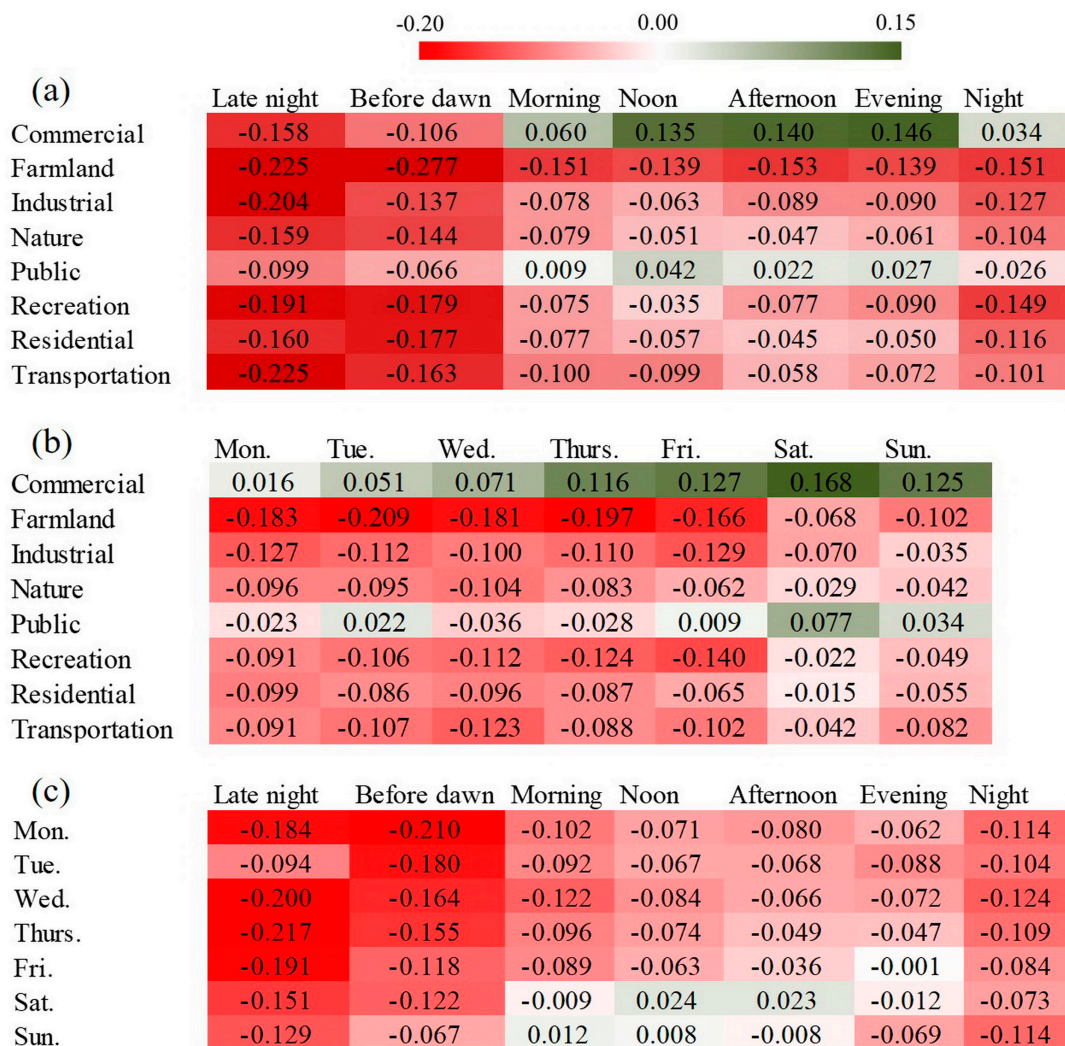 -0.20 0.00 0.15
(a)
Late night Before dawn Morning Noon Afternoon Evening Night
Commercial -0.158 -0.106 0.060 0.135 0.140 0.146 0.034
Farmland -0.225 -0.277 -0.151 -0.139 -0.153 -0.139 -0.151
Industrial -0.204 -0.137 -0.078 -0.063 -0.089 -0.090 -0.127
Nature -0.159 -0.144 -0.079 -0.051 -0.047 -0.061 -0.104
Public -0.099 -0.066 0.009 0.042 0.022 0.027 -0.026
Recreation -0.191 -0.179 -0.075 -0.035 -0.077 -0.090 -0.149
Residential -0.160 -0.177 -0.077 -0.057 -0.045 -0.050 -0.116
Transportation -0.225 -0.163 -0.100 -0.099 -0.058 -0.072 -0.101
(b)
Mon. Tue. Wed. Thurs. Fri. Sat. Sun.
Commercial 0.016 0.051 0.071 0.116 0.127 0.168 0.125
Farmland -0.183 -0.209 -0.181 -0.197 -0.166 -0.068 -0.102
Industrial -0.127 -0.112 -0.100 -0.110 -0.129 -0.070 -0.035
Nature -0.096 -0.095 -0.104 -0.083 -0.062 -0.029 -0.042
Public -0.023 0.022 -0.036 -0.028 0.009 0.077 0.034
Recreation -0.091 -0.106 -0.112 -0.124 -0.140 -0.022 -0.049
Residential -0.099 -0.086 -0.096 -0.087 -0.065 -0.015 -0.055
Transportation -0.091 -0.107 -0.123 -0.088 -0.102 -0.042 -0.082
(c)
Late night Before dawn Morning Noon Afternoon Evening Night
Mon. -0.184 -0.210 -0.102 -0.071 -0.080 -0.062 -0.114
Tue. -0.094 -0.180 -0.092 -0.067 -0.068 -0.088 -0.104
Wed. -0.200 -0.164 -0.122 -0.084 -0.066 -0.072 -0.124
Thurs. -0.217 -0.155 -0.096 -0.074 -0.049 -0.047 -0.109
Fri. -0.191 -0.118 -0.089 -0.063 -0.036 -0.001 -0.084
Sat. -0.151 -0.122 -0.009 0.024 0.023 -0.012 -0.073
Sun. -0.129 -0.067 0.012 0.008 -0.008 -0.069 -0.114